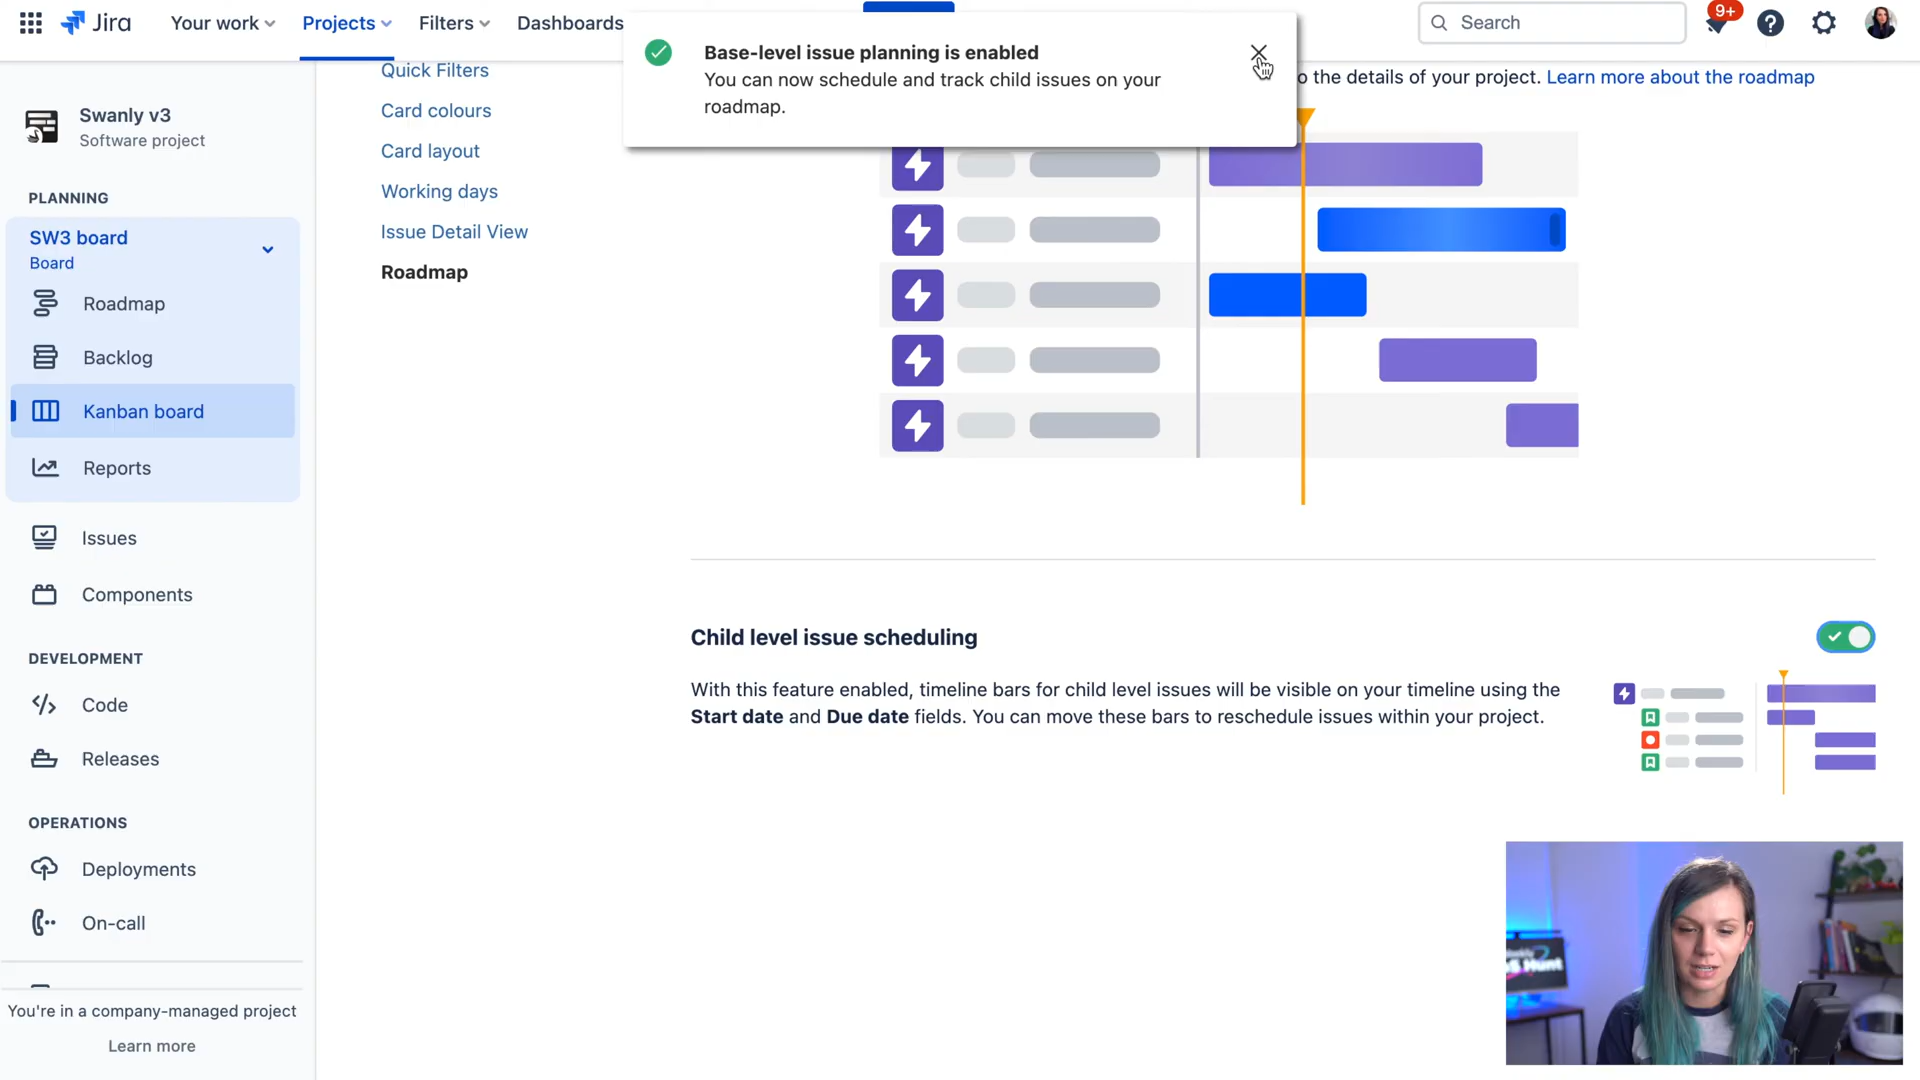 Jira
Your work
Projects
Filters
Dashboards
Search
9+
Base-level issue planning is enabled
You can now schedule and track child issues on your
roadmap.
o the details of your project. Learn more about the roadmap
Swanly v3
Software project
PLANNING
SW3 board
Board
Roadmap
Backlog
Kanban board
Reports
Issues
Components
DEVELOPMENT
Code
Releases
OPERATIONS
Deployments
On-call
You're in a company-managed project
Learn more
Quick Filters
Card colours
Card layout
Working days
Issue Detail View
Roadmap
Child level issue scheduling
With this feature enabled, timeline bars for child level issues will be visible on your timeline using the
Start date and Due date fields. You can move these bars to reschedule issues within your project.
Hunt